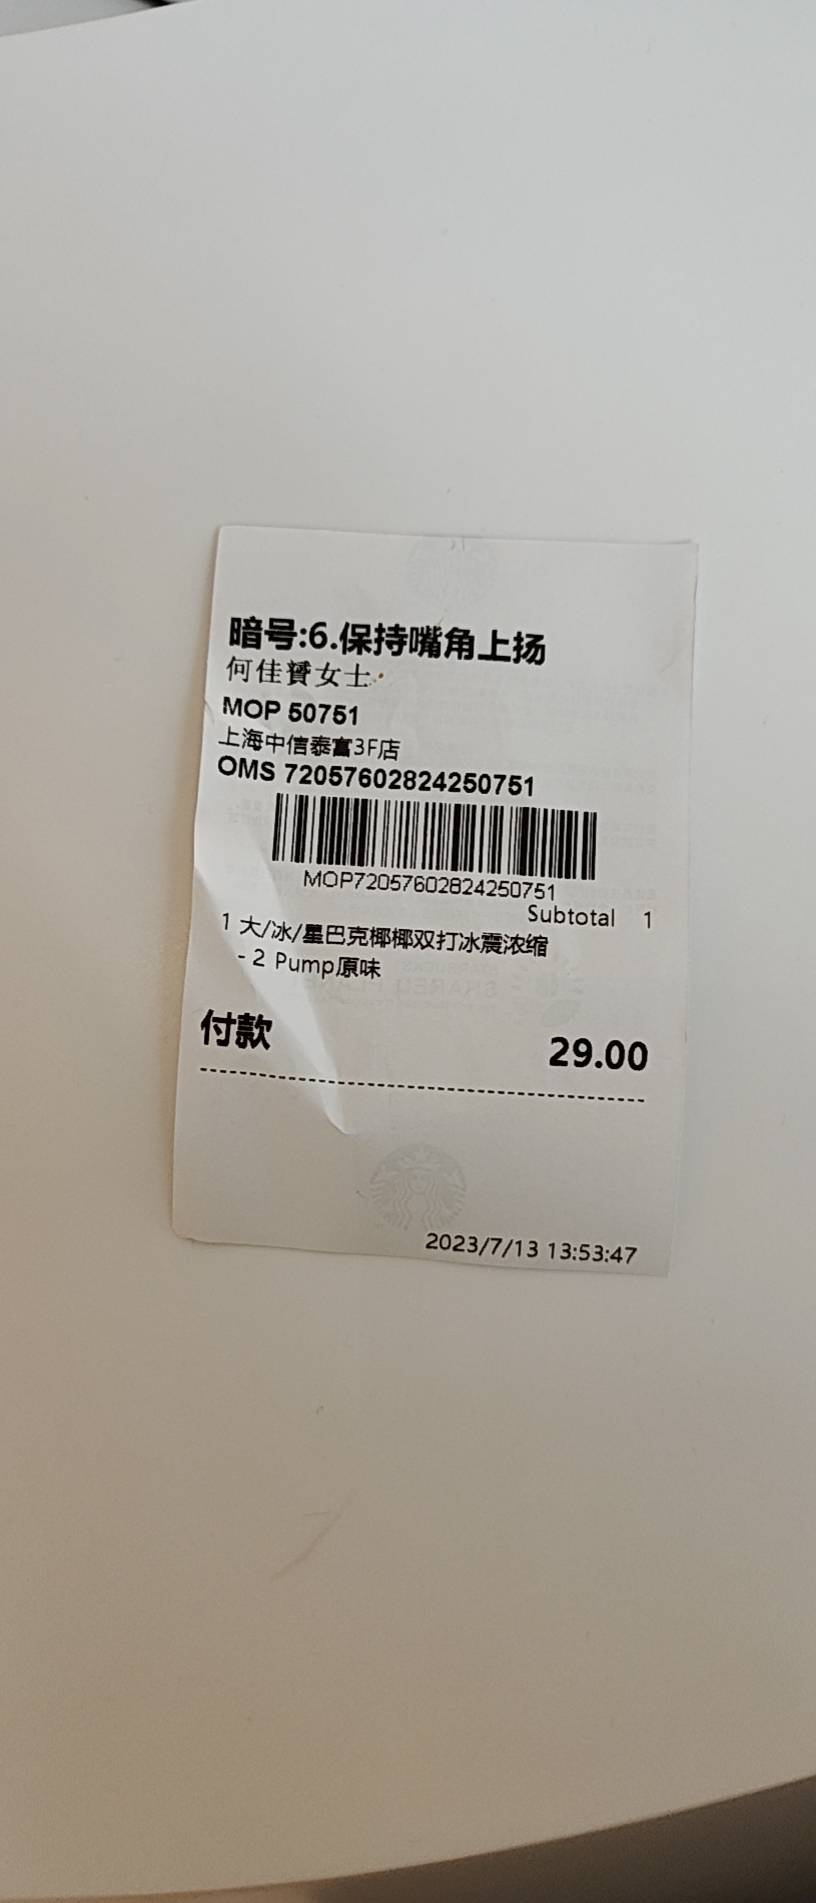 暗号:6.保持嘴角上扬
何佳贇女士
MOP 50751
上海中信泰富3F店
OMS 72057602824250751
MOP72057602824250751
Subtotal 1
1 大/冰/星巴克椰椰双打冰震浓缩
- 2 Pump原味
付款 29.00
2023/7/13 13:53:47